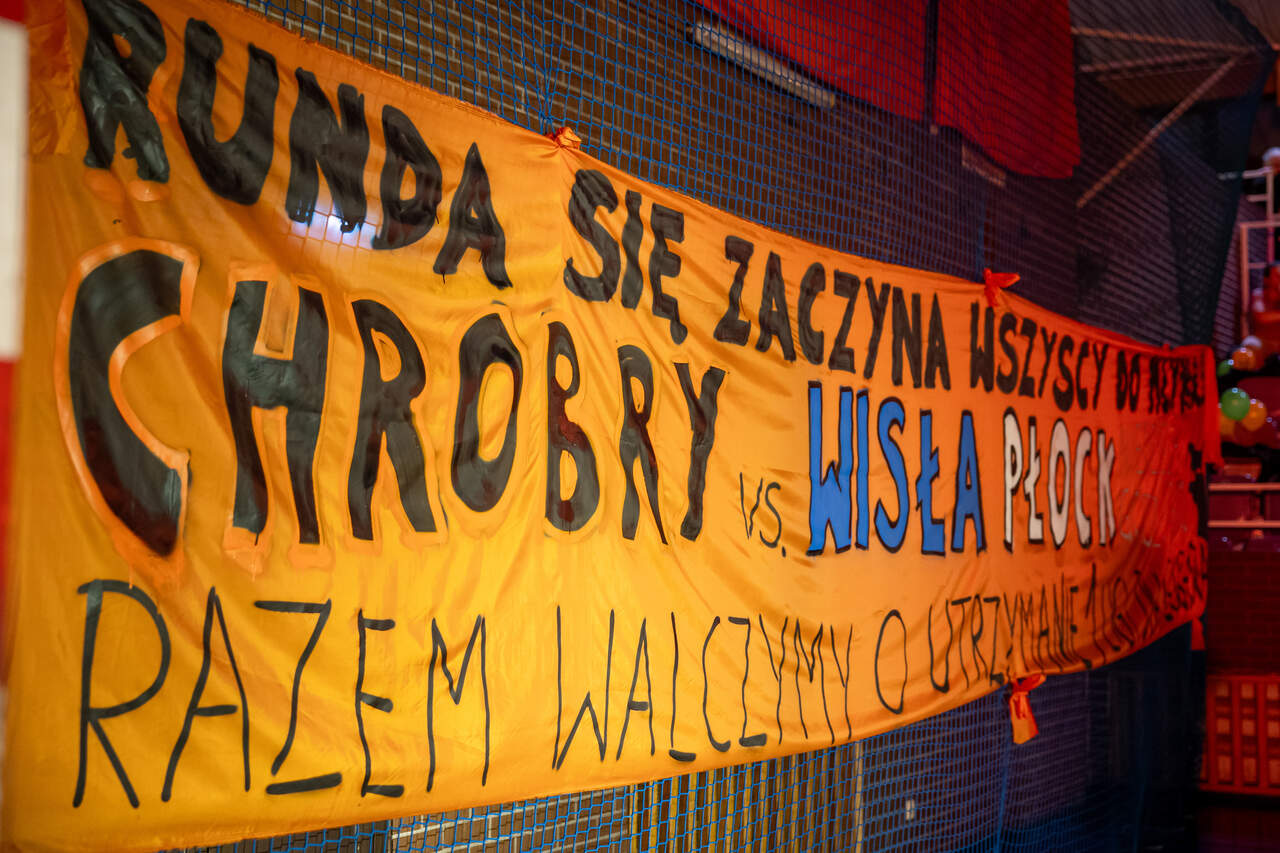 RUNDA SIĘ ZACZYNA WSZYSCY DO
CHROBRY vs. WISŁA PŁOCK
RAZEM WALCZYMY O UTRZYMANIE